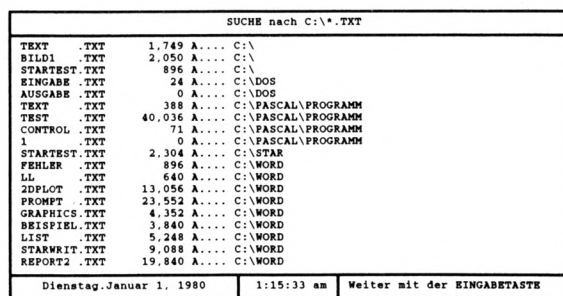 SUCHE nach C:\*.TXT
TEXT .TXT 1,749 A.... C:\
BILD1 .TXT 2,050 A.... C:\
STARTEST.TXT 896 A.... C:\
EINGABE .TXT 24 A.... C:\DOS
AUSGABE .TXT 0 A.... C:\DOS
TEXT .TXT 388 A.... C:\PASCAL\PROGRAMM
TEST .TXT 40,036 A.... C:\PASCAL\PROGRAMM
CONTROL .TXT 71 A.... C:\PASCAL\PROGRAMM
1 .TXT 0 A.... C:\PASCAL\PROGRAMM
STARTEST.TXT 2,304 A.... C:\STAR
FEHLER .TXT 896 A.... C:\WORD
LL .TXT 640 A.... C:\WORD
2DPLOT .TXT 13,056 A.... C:\WORD
PROMPT .TXT 23,552 A.... C:\WORD
GRAPHICS.TXT 4,352 A.... C:\WORD
BEISPIEL.TXT 3,840 A.... C:\WORD
LIST .TXT 5,248 A.... C:\WORD
STARWRIT.TXT 9,088 A.... C:\WORD
REPORT2 .TXT 19,840 A.... C:\WORD
Dienstag.Januar 1, 1980 1:15:33 am Weiter mit der EINGABETASTE